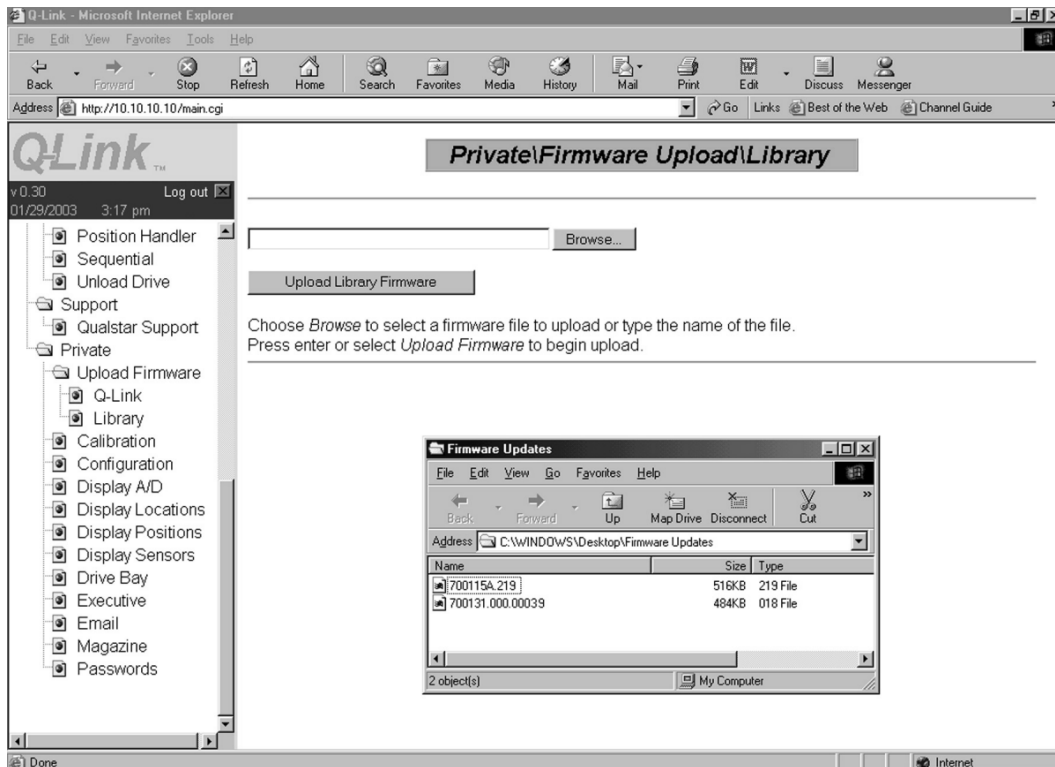 Q-Link - Microsoft Internet Explorer
File Edit View Favorites Tools Help
Back Forward Stop Refresh Home Search Favorites Media History Mail Print Edit Discuss Messenger
Address http://10.10.10.10/main.cgi Go Links Best of the Web Channel Guide »
Q-Link ™
v 0.30 Log out
01/29/2003 3:17 pm
Position Handler
Sequential
Unload Drive
Support
Qualstar Support
Private
Upload Firmware
Q-Link
Library
Calibration
Configuration
Display A/D
Display Locations
Display Positions
Display Sensors
Drive Bay
Executive
Email
Magazine
Passwords
Private\Firmware Upload\Library
Browse...
Upload Library Firmware
Choose Browse to select a firmware file to upload or type the name of the file.
Press enter or select Upload Firmware to begin upload.
Firmware Updates
File Edit View Go Favorites Help
Back Forward Up Map Drive Disconnect Cut »
Address C:\WINDOWS\Desktop\Firmware Updates
Name Size Type
700115A.219 516KB 219 File
700131.000.00039 484KB 018 File
2 object(s) My Computer
Done Internet